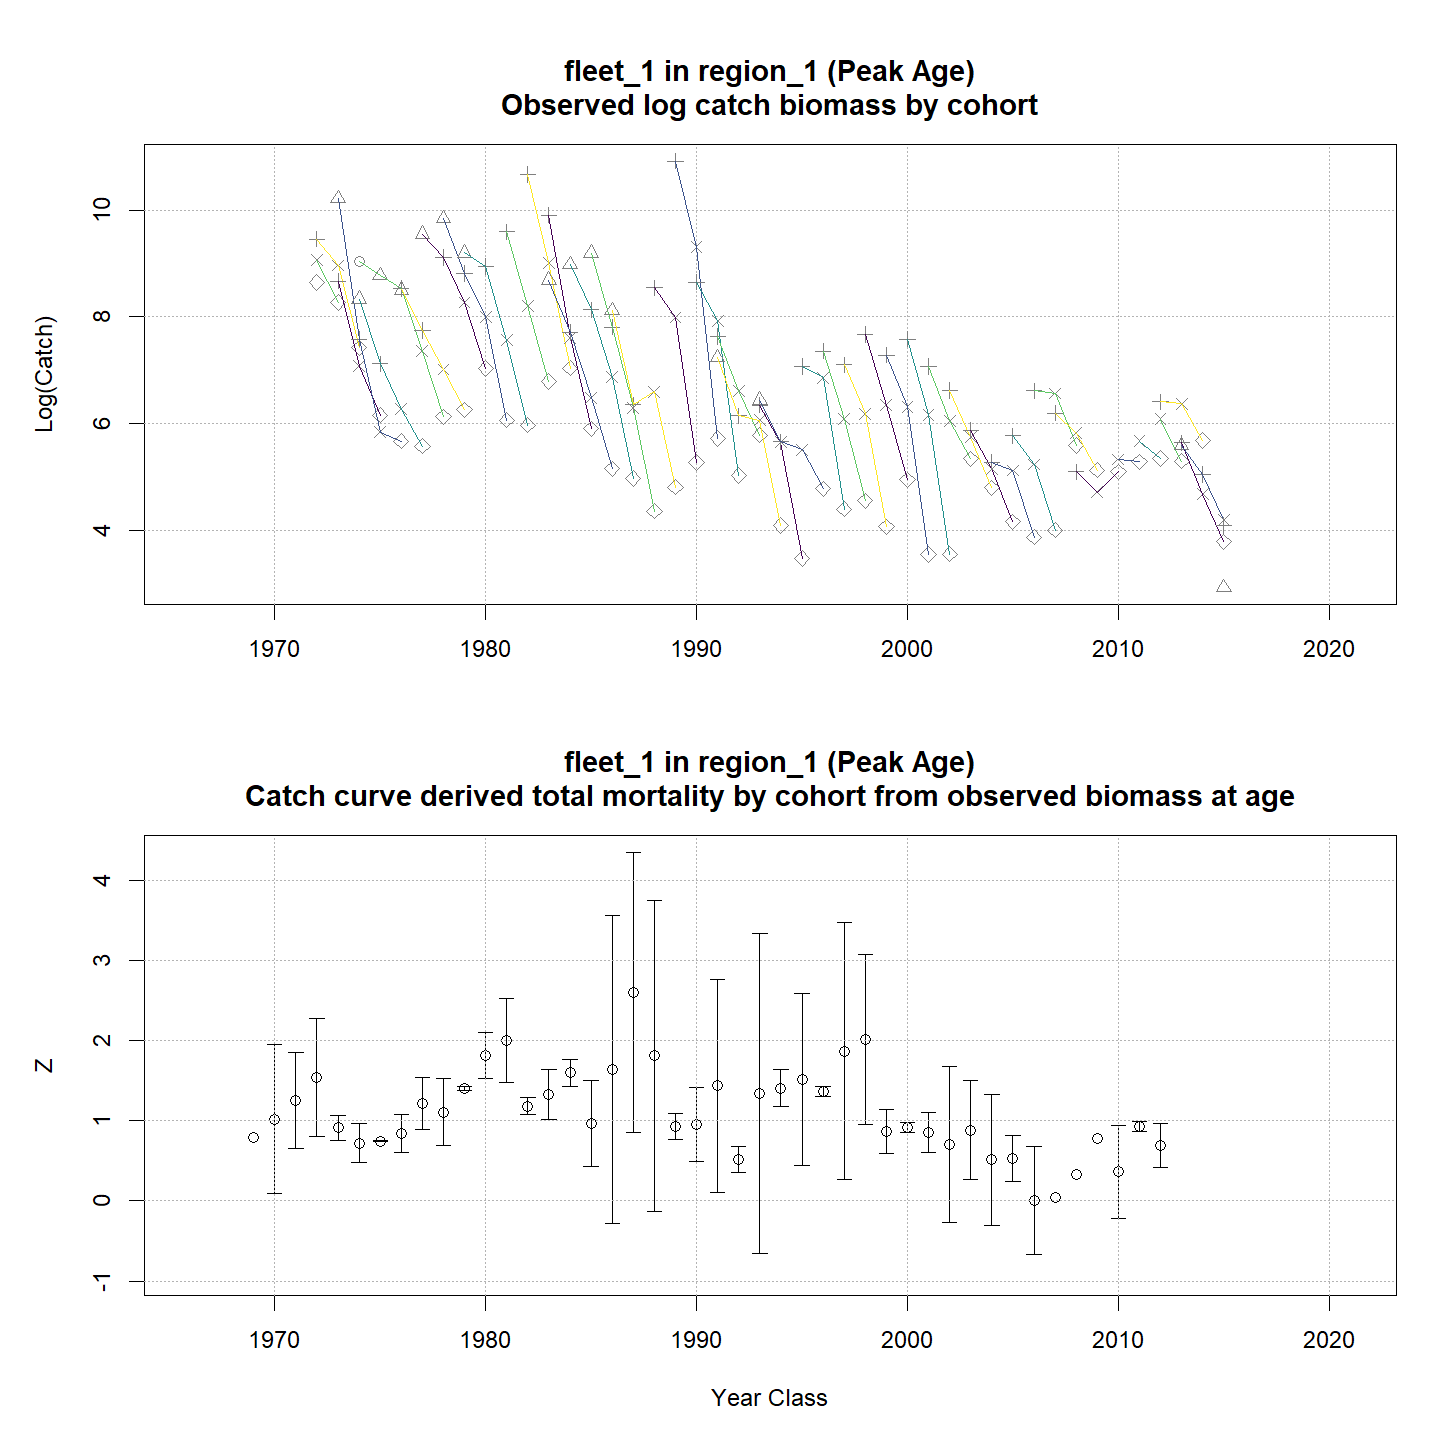 fleet_1 in region_1 (Peak Age)
Observed log catch biomass by cohort
Log(Catch)
10
8
6
4
1970 1980 1990 2000 2010 2020
fleet_1 in region_1 (Peak Age)
Catch curve derived total mortality by cohort from observed biomass at age
Z
4
3
2
1
0
-1
1970 1980 1990 2000 2010 2020
Year Class